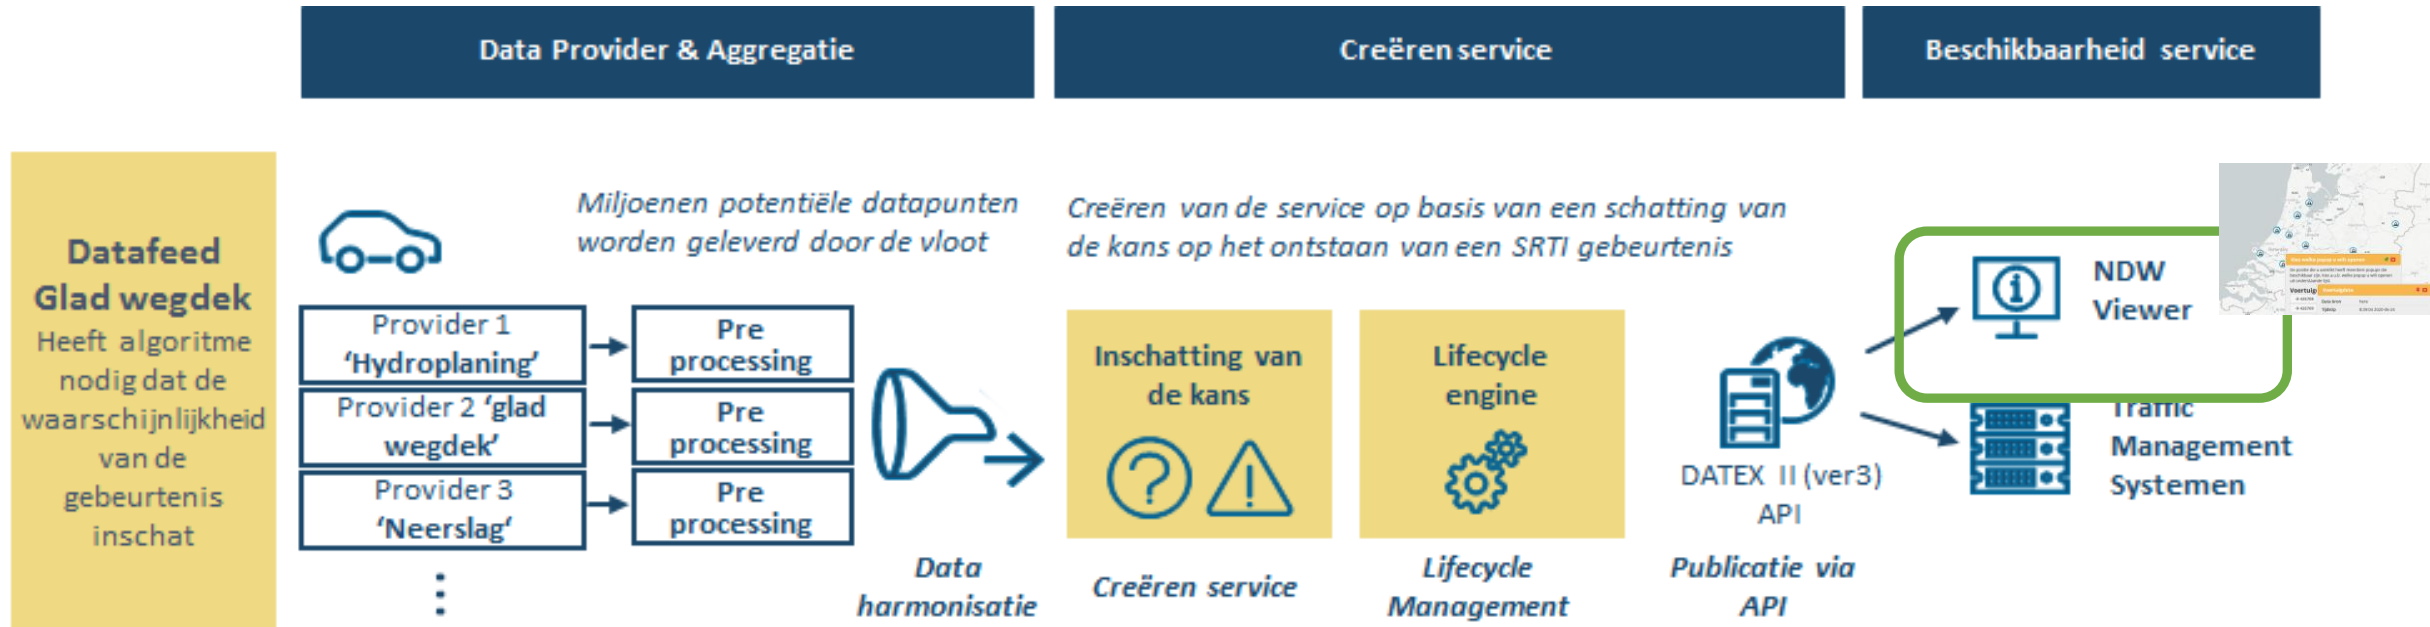 Data Provider & Aggregatie
Creëren service
Beschikbaarheid service
Datafeed
Glad wegdek
Heeft algoritme
nodig dat de
waarschijnlijkheid
van de
gebeurtenis
inschat
Miljoenen potentiële datapunten
worden geleverd door de vloot
Provider 1
‘Hydroplaning’
Pre
processing
Provider 2 ‘glad
wegdek’
Pre
processing
Provider 3
‘Neerslag‘
Pre
processing
Data
harmonisatie
Creëren van de service op basis van een schatting van
de kans op het ontstaan van een SRTI gebeurtenis
Inschatting van
de kans
Creëren service
Lifecycle
engine
Lifecycle
Management
DATEX II (ver3)
API
Publicatie via
API
NDW
Viewer
Traffic
Management
Systemen